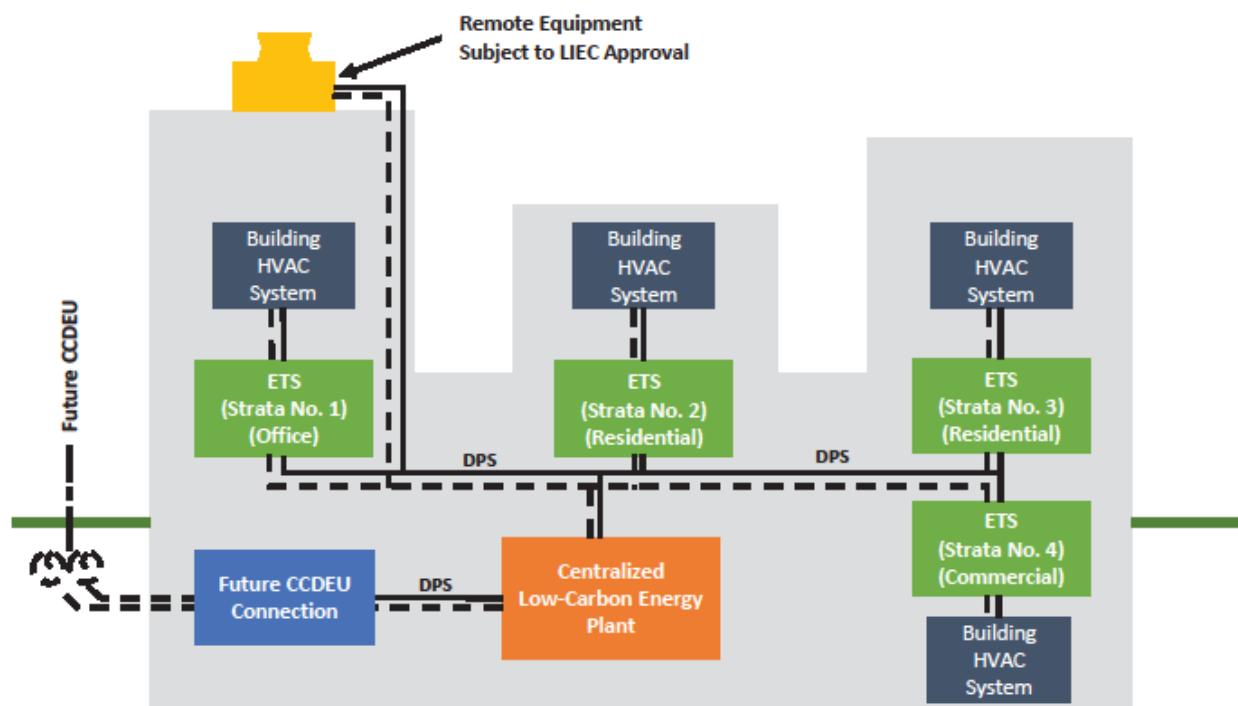 Remote Equipment
Subject to LIEC Approval
Building
HVAC
System
Building
HVAC
System
Building
HVAC
System
Future CCDEU
ETS
(Strata No. 1)
(Office)
ETS
(Strata No. 2)
(Residential)
ETS
(Strata No. 3)
(Residential)
DPS
DPS
ETS
(Strata No. 4)
(Commercial)
Future CCDEU
Connection
DPS
Centralized
Low-Carbon Energy
Plant
Building
HVAC
System